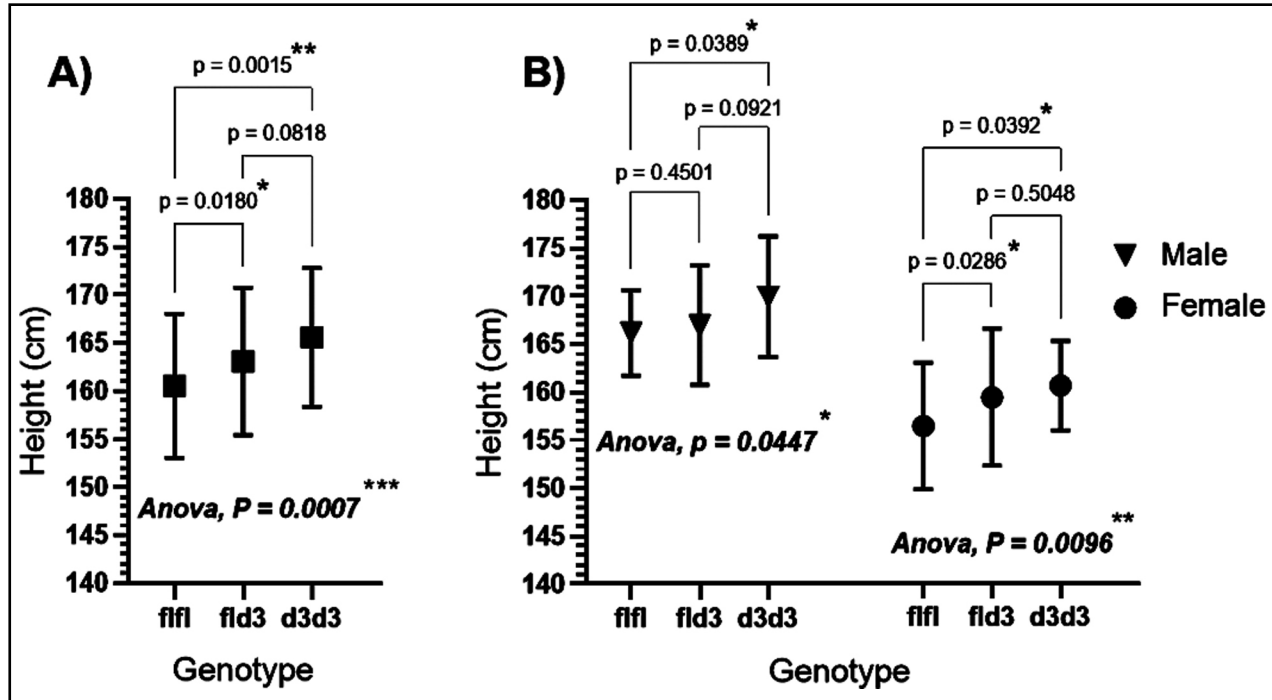 A)
p = 0.0015**
p = 0.0818
p = 0.0180*
Height (cm)
180
175
170
165
160
155
150
145
140
Anova, P = 0.0007***
flfl fld3 d3d3
Genotype
B)
p = 0.0389*
p = 0.0921
p = 0.4501
p = 0.0392*
p = 0.5048
p = 0.0286*
Height (cm)
180
175
170
165
160
155
150
145
140
Anova, p = 0.0447*
Anova, P = 0.0096**
flfl fld3 d3d3 flfl fld3 d3d3
Genotype
Male
Female